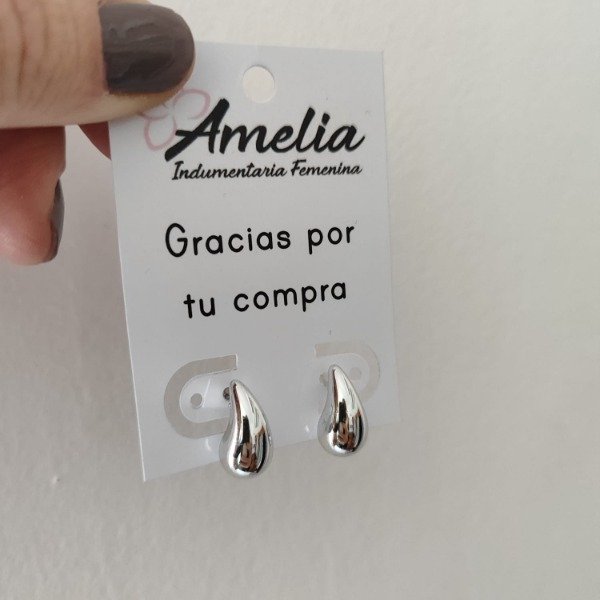 Amelia
Indumentaria Femenina
Gracias por
tu compra